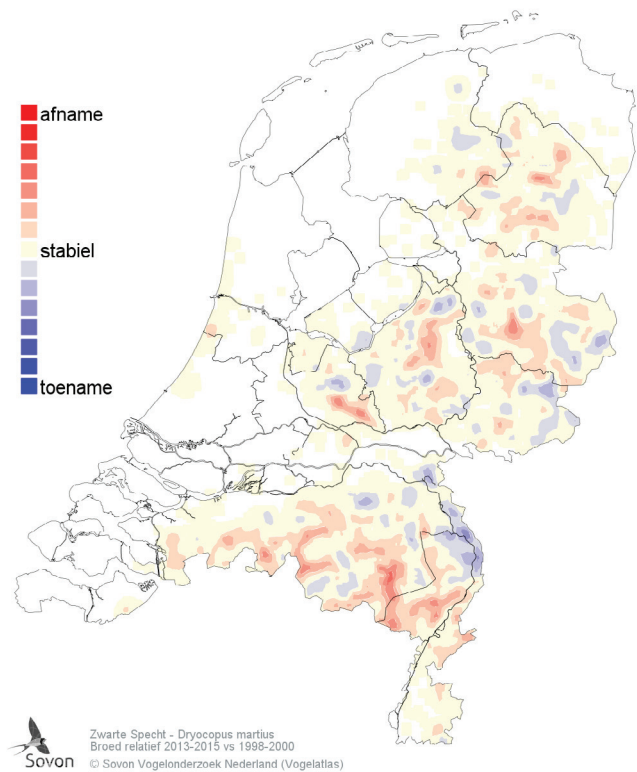 afname
stabiel
toename
Sovon
Zwarte Specht - Dryocopus martius
Broed relatief 2013-2015 vs 1998-2000
© Sovon Vogelonderzoek Nederland (Vogelatlas)